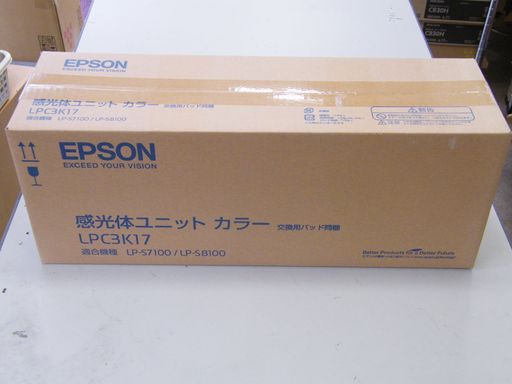 EPSON
EXCEED YOUR VISION
感光体ユニット カラー 交換用パッド同梱
LPC3K17
適合機種 LP-S7100 / LP-S8100
警告
EPSON
EXCEED YOUR VISION
感光体ユニット カラー 交換用パッド同梱
LPC3K17
適合機種 LP-S7100 / LP-S8100
Better Products for a Better Future